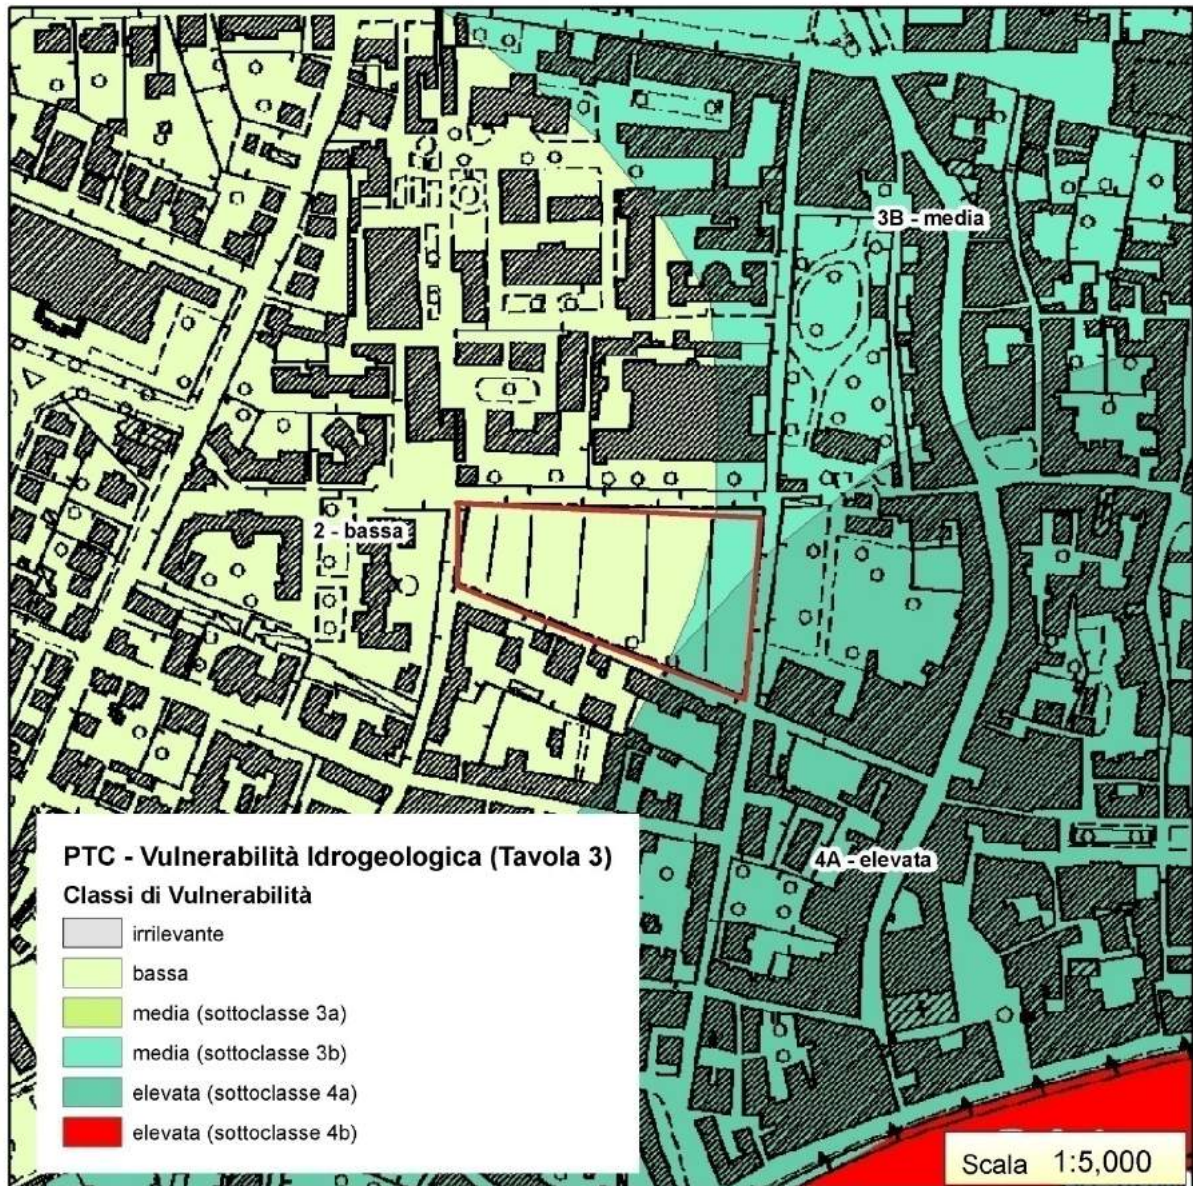 3B - media
2 - bassa
4A - elevata
PTC - Vulnerabilità Idrogeologica (Tavola 3)
Classi di Vulnerabilità
irrilevante
bassa
media (sottoclasse 3a)
media (sottoclasse 3b)
elevata (sottoclasse 4a)
elevata (sottoclasse 4b)
Scala 1:5,000